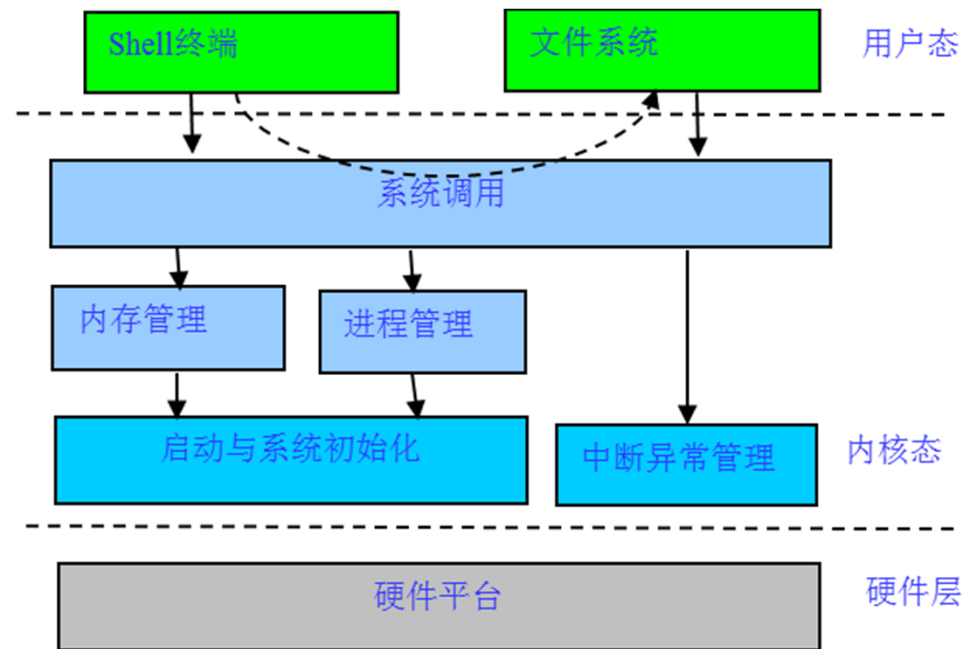 Shell终端
文件系统
用户态
系统调用
内存管理
进程管理
启动与系统初始化
中断异常管理
内核态
硬件平台
硬件层